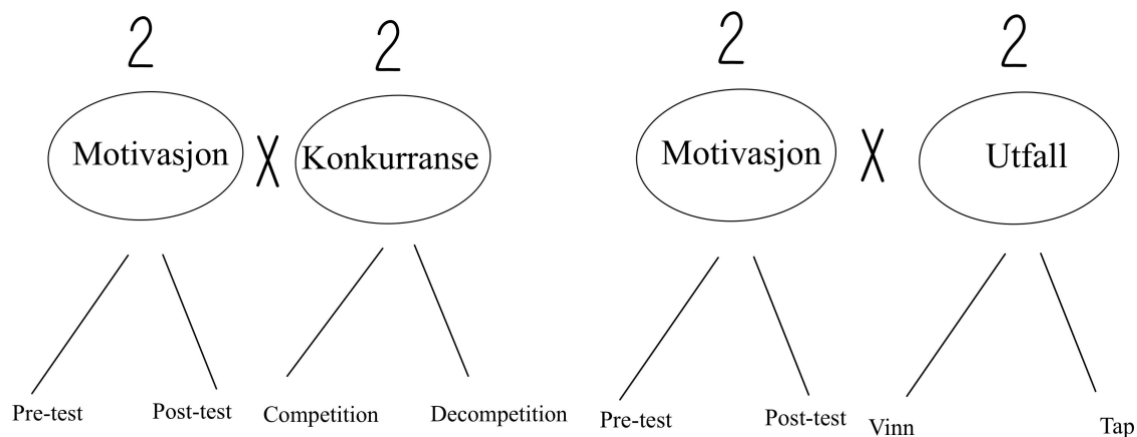 2 2 2 2
Motivasjon X Konkurranse Motivasjon X Utfall
Pre-test Post-test Competition Decompetition Pre-test Post-test Vinn Tap